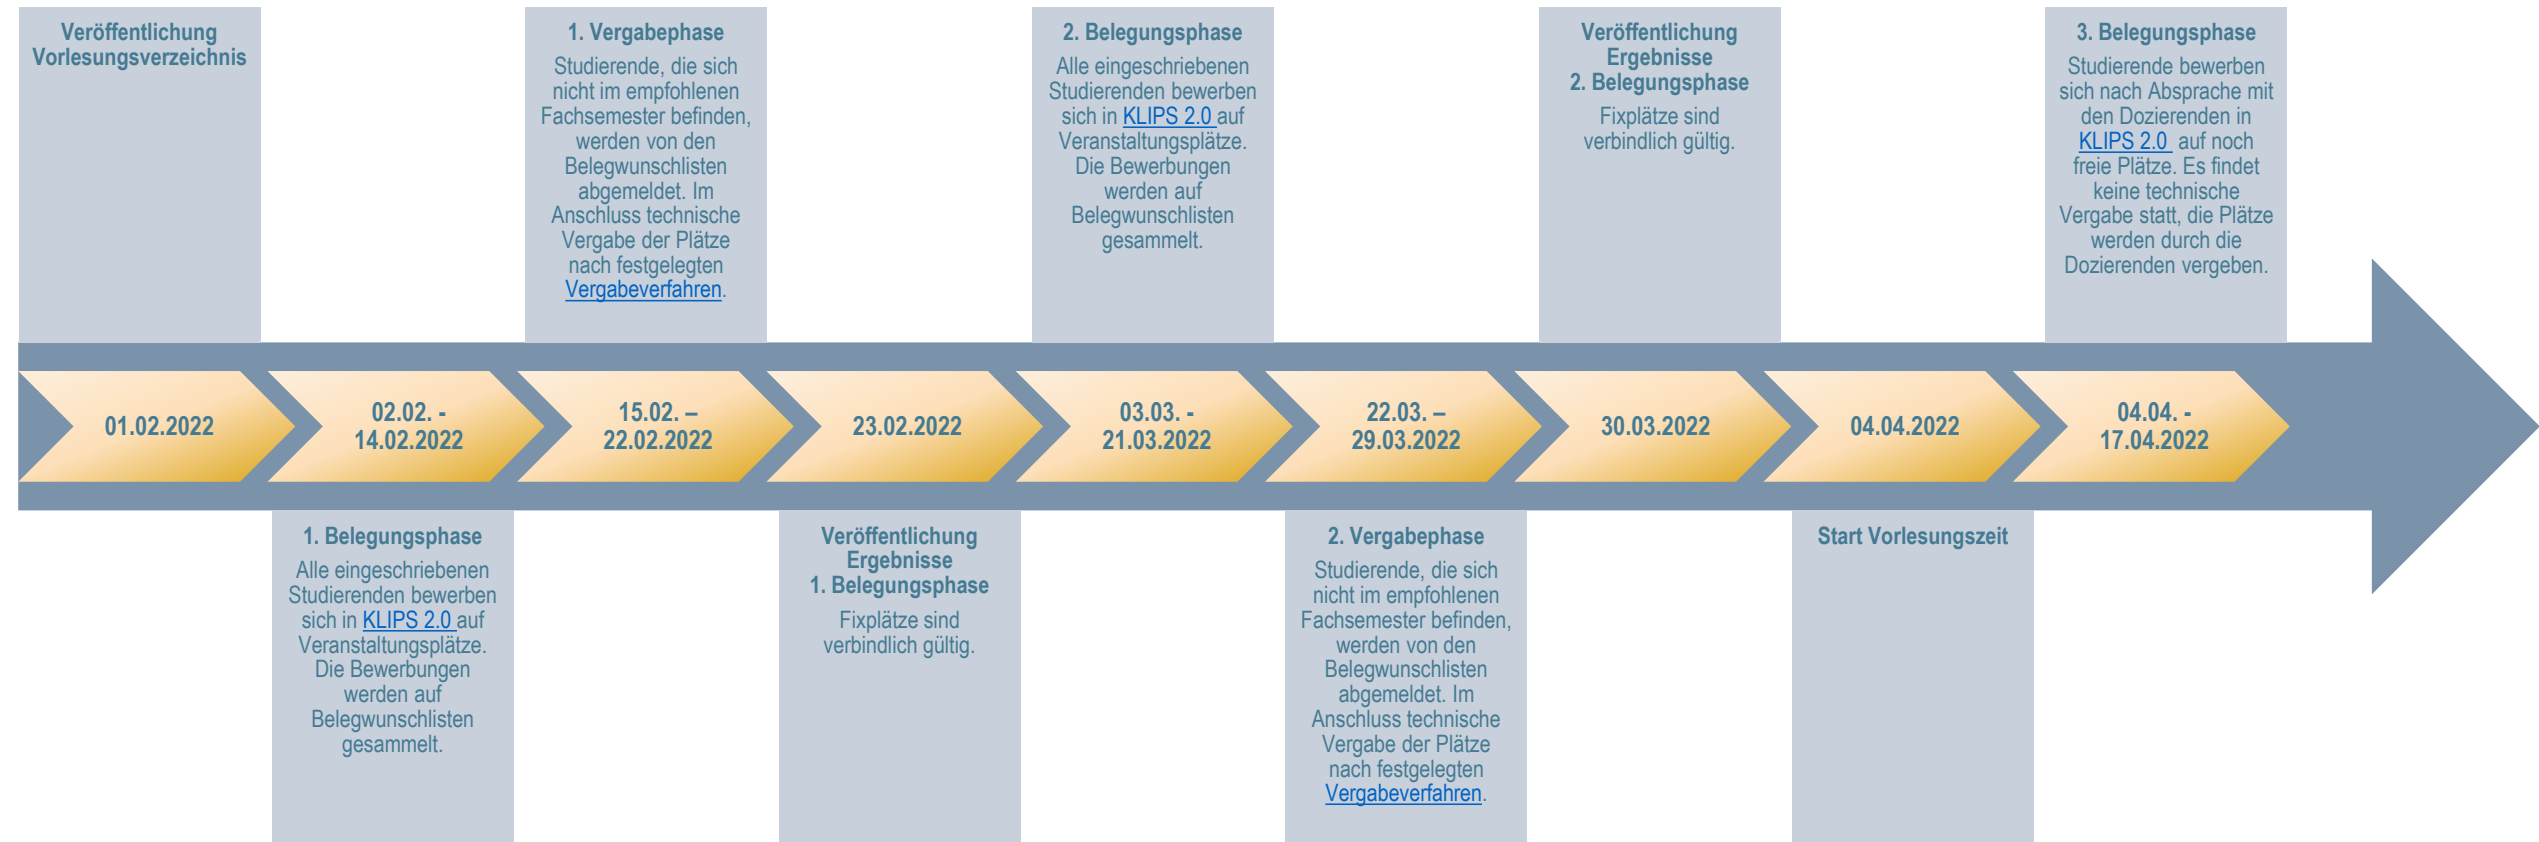 Veröffentlichung
Vorlesungsverzeichnis
1. Vergabephase
Studierende, die sich
nicht im empfohlenen
Fachsemester befinden,
werden von den
Belegwunschlisten
abgemeldet. Im
Anschluss technische
Vergabe der Plätze
nach festgelegten
Vergabeverfahren.
2. Belegungsphase
Alle eingeschriebenen
Studierenden bewerben
sich in KLIPS 2.0 auf
Veranstaltungsplätze.
Die Bewerbungen
werden auf
Belegwunschlisten
gesammelt.
Veröffentlichung
Ergebnisse
2. Belegungsphase
Fixplätze sind
verbindlich gültig.
3. Belegungsphase
Studierende bewerben
sich nach Absprache mit
den Dozierenden in
KLIPS 2.0 auf noch
freie Plätze. Es findet
keine technische
Vergabe statt, die Plätze
werden durch die
Dozierenden vergeben.
01.02.2022
02.02. -
14.02.2022
15.02. –
22.02.2022
23.02.2022
03.03. -
21.03.2022
22.03. –
29.03.2022
30.03.2022
04.04.2022
04.04. -
17.04.2022
1. Belegungsphase
Alle eingeschriebenen
Studierenden bewerben
sich in KLIPS 2.0 auf
Veranstaltungsplätze.
Die Bewerbungen
werden auf
Belegwunschlisten
gesammelt.
Veröffentlichung
Ergebnisse
1. Belegungsphase
Fixplätze sind
verbindlich gültig.
2. Vergabephase
Studierende, die sich
nicht im empfohlenen
Fachsemester befinden,
werden von den
Belegwunschlisten
abgemeldet. Im
Anschluss technische
Vergabe der Plätze
nach festgelegten
Vergabeverfahren.
Start Vorlesungszeit